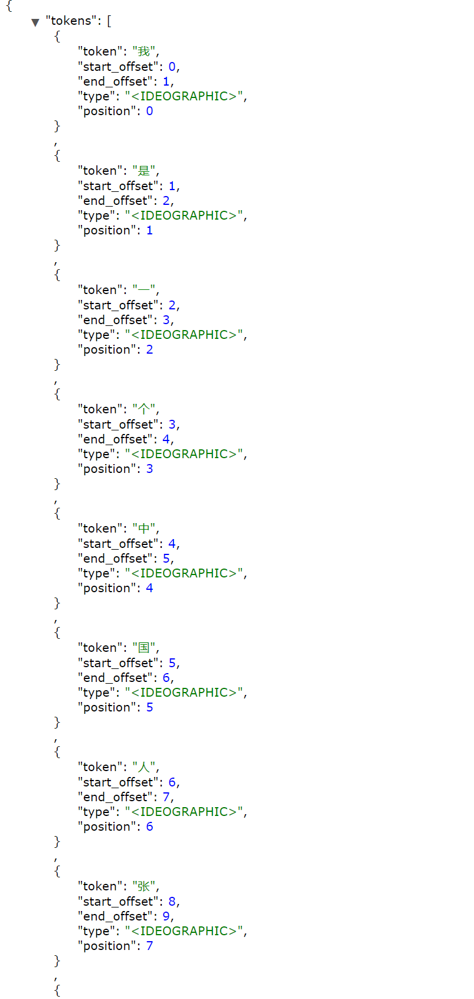 {
▼ "tokens": [
{
"token": "我",
"start_offset": 0,
"end_offset": 1,
"type": "<IDEOGRAPHIC>",
"position": 0
}
,
{
"token": "是",
"start_offset": 1,
"end_offset": 2,
"type": "<IDEOGRAPHIC>",
"position": 1
}
,
{
"token": "一",
"start_offset": 2,
"end_offset": 3,
"type": "<IDEOGRAPHIC>",
"position": 2
}
,
{
"token": "个",
"start_offset": 3,
"end_offset": 4,
"type": "<IDEOGRAPHIC>",
"position": 3
}
,
{
"token": "中",
"start_offset": 4,
"end_offset": 5,
"type": "<IDEOGRAPHIC>",
"position": 4
}
,
{
"token": "国",
"start_offset": 5,
"end_offset": 6,
"type": "<IDEOGRAPHIC>",
"position": 5
}
,
{
"token": "人",
"start_offset": 6,
"end_offset": 7,
"type": "<IDEOGRAPHIC>",
"position": 6
}
,
{
"token": "张",
"start_offset": 8,
"end_offset": 9,
"type": "<IDEOGRAPHIC>",
"position": 7
}
,
{